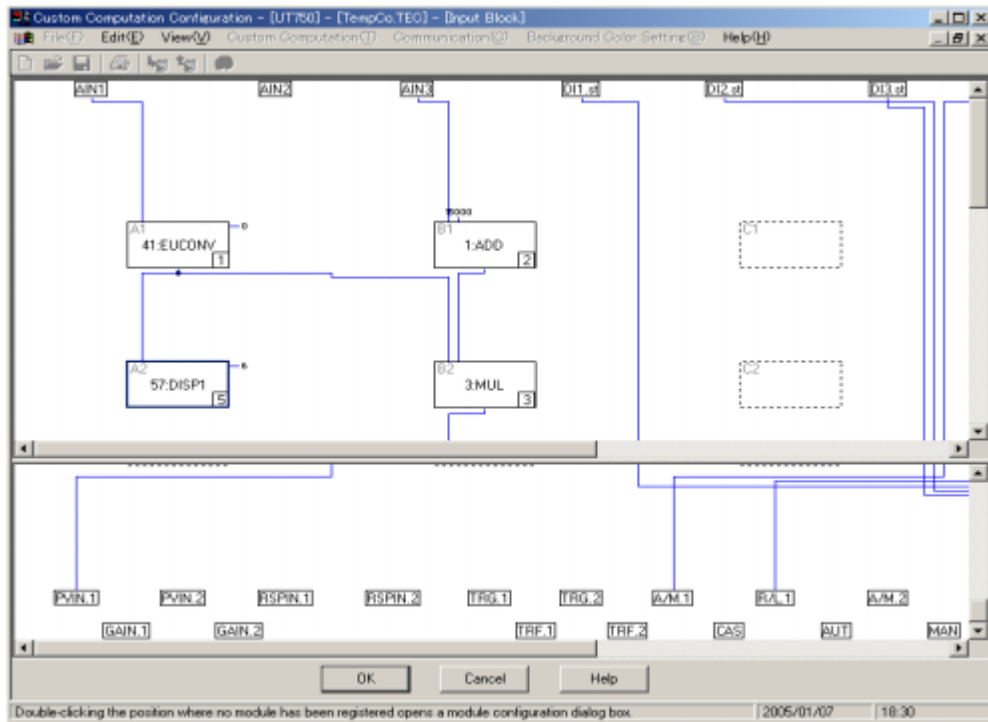 Custom Computation Configuration - [UT750] - [TempCo.TEC] - [Input Block]
File(F) Edit(E) View(V) Custom Computation(T) Communication(C) Background Color Setting(B) Help(H)
AIN1 AIN2 AIN3 DI1.st DI2.st DI3.st
A1 0
41:EUCONV
1
B1
1:ADD
2
C1
A2
57:DISP1
5
B2
3:MUL
3
C2
PVIN.1 PVIN.2 RSPIN.1 RSPIN.2 TRG.1 TRG.2 A/M.1 R/L.1 A/M.2
GAIN.1 GAIN.2 TRF.1 TRF.2 CAS AUT MAN
OK Cancel Help
Double-clicking the position where no module has been registered opens a module configuration dialog box. 2005/01/07 18:30